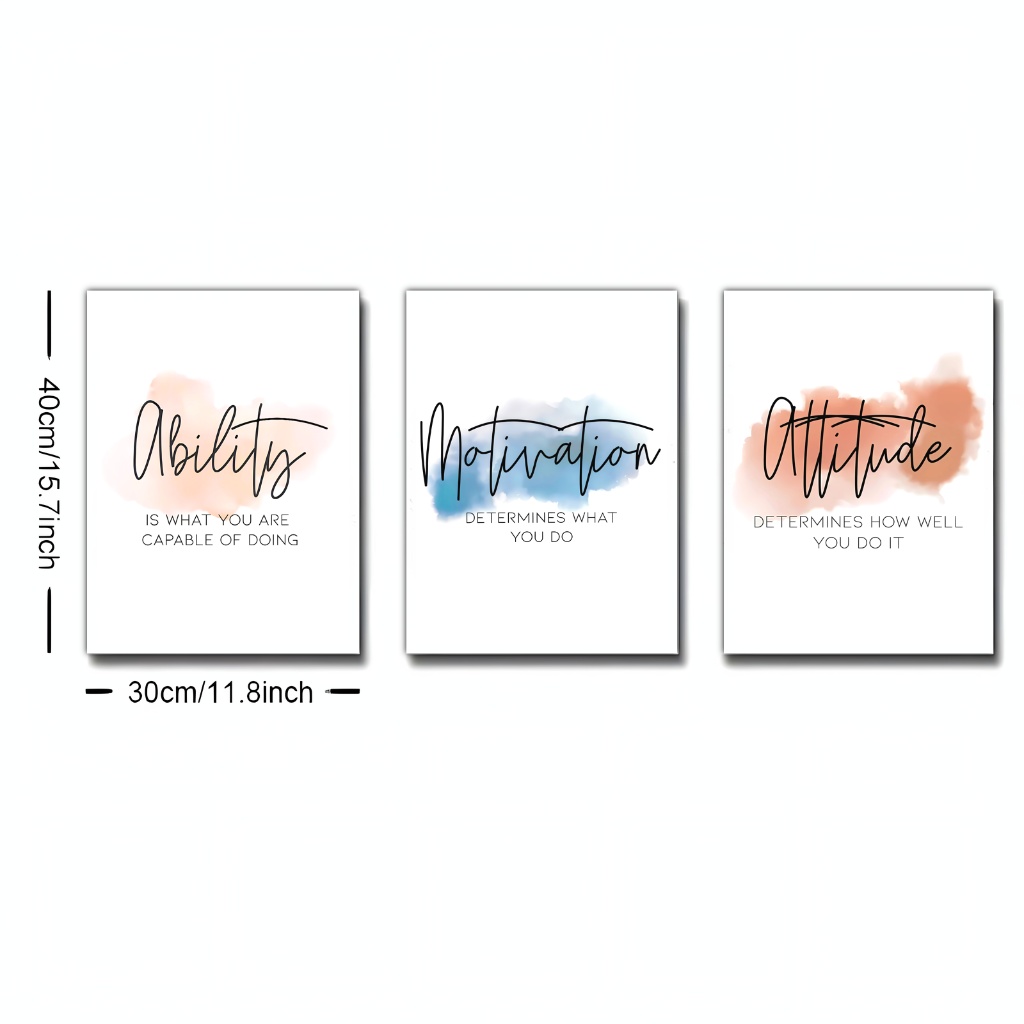 40cm/15.7inch
Ability
IS WHAT YOU ARE
CAPABLE OF DOING
Motivation
DETERMINES WHAT
YOU DO
Attitude
DETERMINES HOW WELL
YOU DO IT
30cm/11.8inch